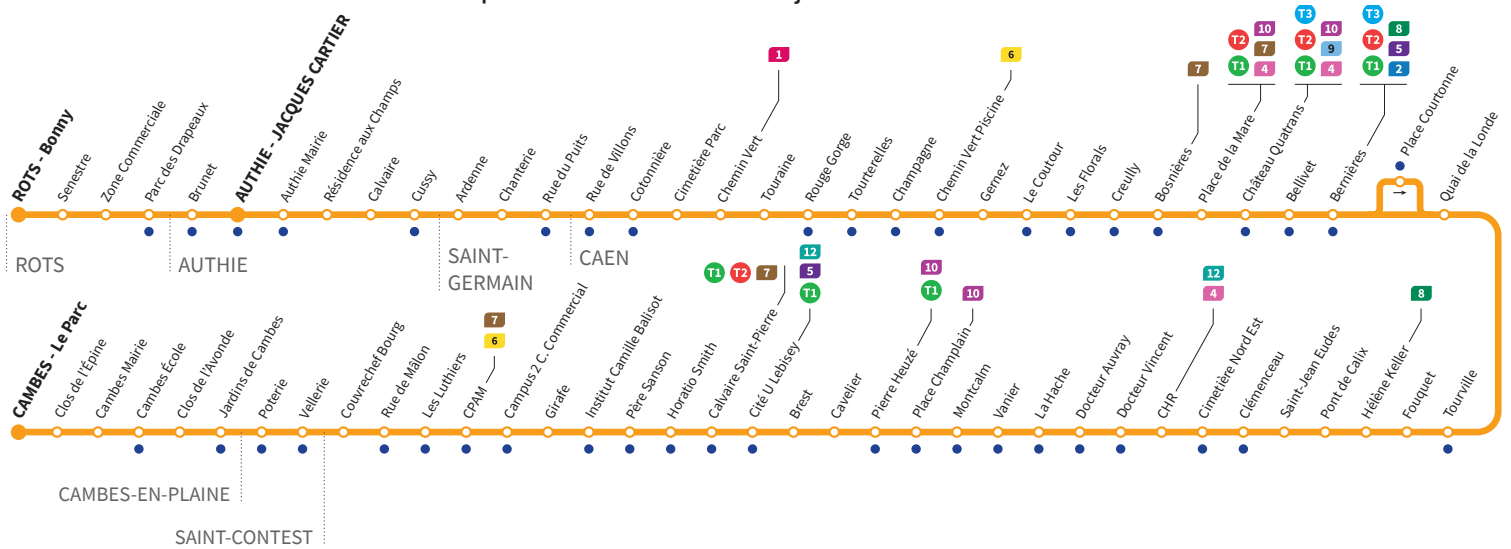 ROTS - Bonny
Senestre
Zone Commerciale
Parc des Drapeaux
Brunet
AUTHIE - JACQUES CARTIER
Authie Mairie
Résidence aux Champs
Calvaire
Cussy
Ardenne
Chanterie
Rue du Puits
Rue de Villons
Cotonnière
Cimetière Parc
Chemin Vert
1
Touraine
Rouge Gorge
Tourterelles
Champagne
Chemin Vert Piscine
6
Gernez
Le Coutour
Les Florals
Creully
Bosnières
7
Place de la Mare
T2 10
7
T1 4
Château Quatrans
T3
T2 10
9
T1 4
Bellivet
Bernières
T3 8
T2 5
T1 2
Place Courtonne
→
Quai de la Londe
ROTS
AUTHIE
SAINT-
GERMAIN
CAEN
CAMBES - Le Parc
Clos de l'Épine
Cambes Mairie
Cambes École
Clos de l'Avonde
Jardins de Cambes
Poterie
Vellerie
Couvrechef Bourg
Rue de Mâlon
Les Luthiers
CPAM
7
6
Campus 2 C. Commercial
Girafe
Institut Camille Balisot
Père Sanson
Horatio Smith
Calvaire Saint-Pierre
T1 T2 7
Cité U Lebisey
12
5
T1
Brest
Cavelier
Pierre Heuzé
10
T1
Place Champlain
10
Montcalm
Vanier
La Hache
Docteur Auvray
Docteur Vincent
CHR
12
4
Cimetière Nord Est
Clémenceau
Saint-Jean Eudes
Pont de Calix
Hélène Keller
8
Fouquet
Tourville
CAMBES-EN-PLAINE
SAINT-CONTEST